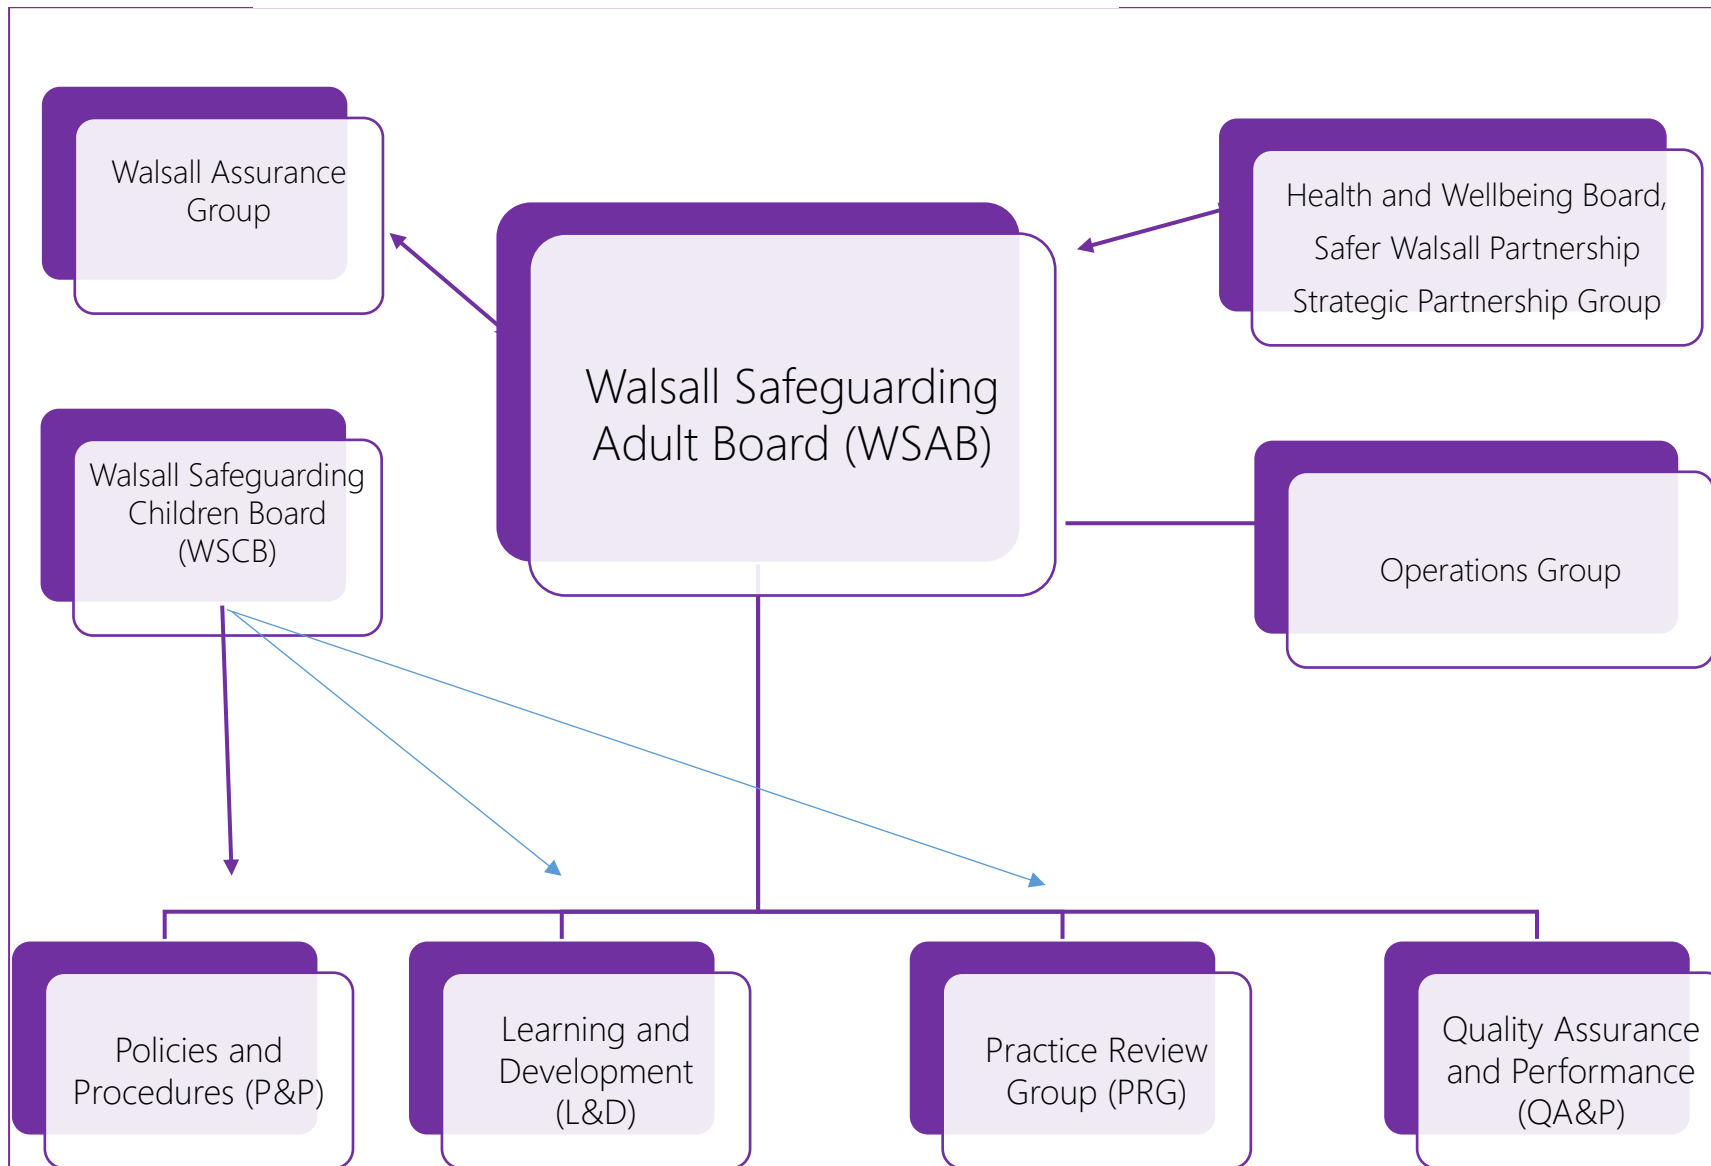 Walsall Assurance
Group
Health and Wellbeing Board,
Safer Walsall Partnership
Strategic Partnership Group
Walsall Safeguarding
Adult Board (WSAB)
Walsall Safeguarding
Children Board
(WSCB)
Operations Group
Policies and
Procedures (P&P)
Learning and
Development
(L&D)
Practice Review
Group (PRG)
Quality Assurance
and Performance
(QA&P)